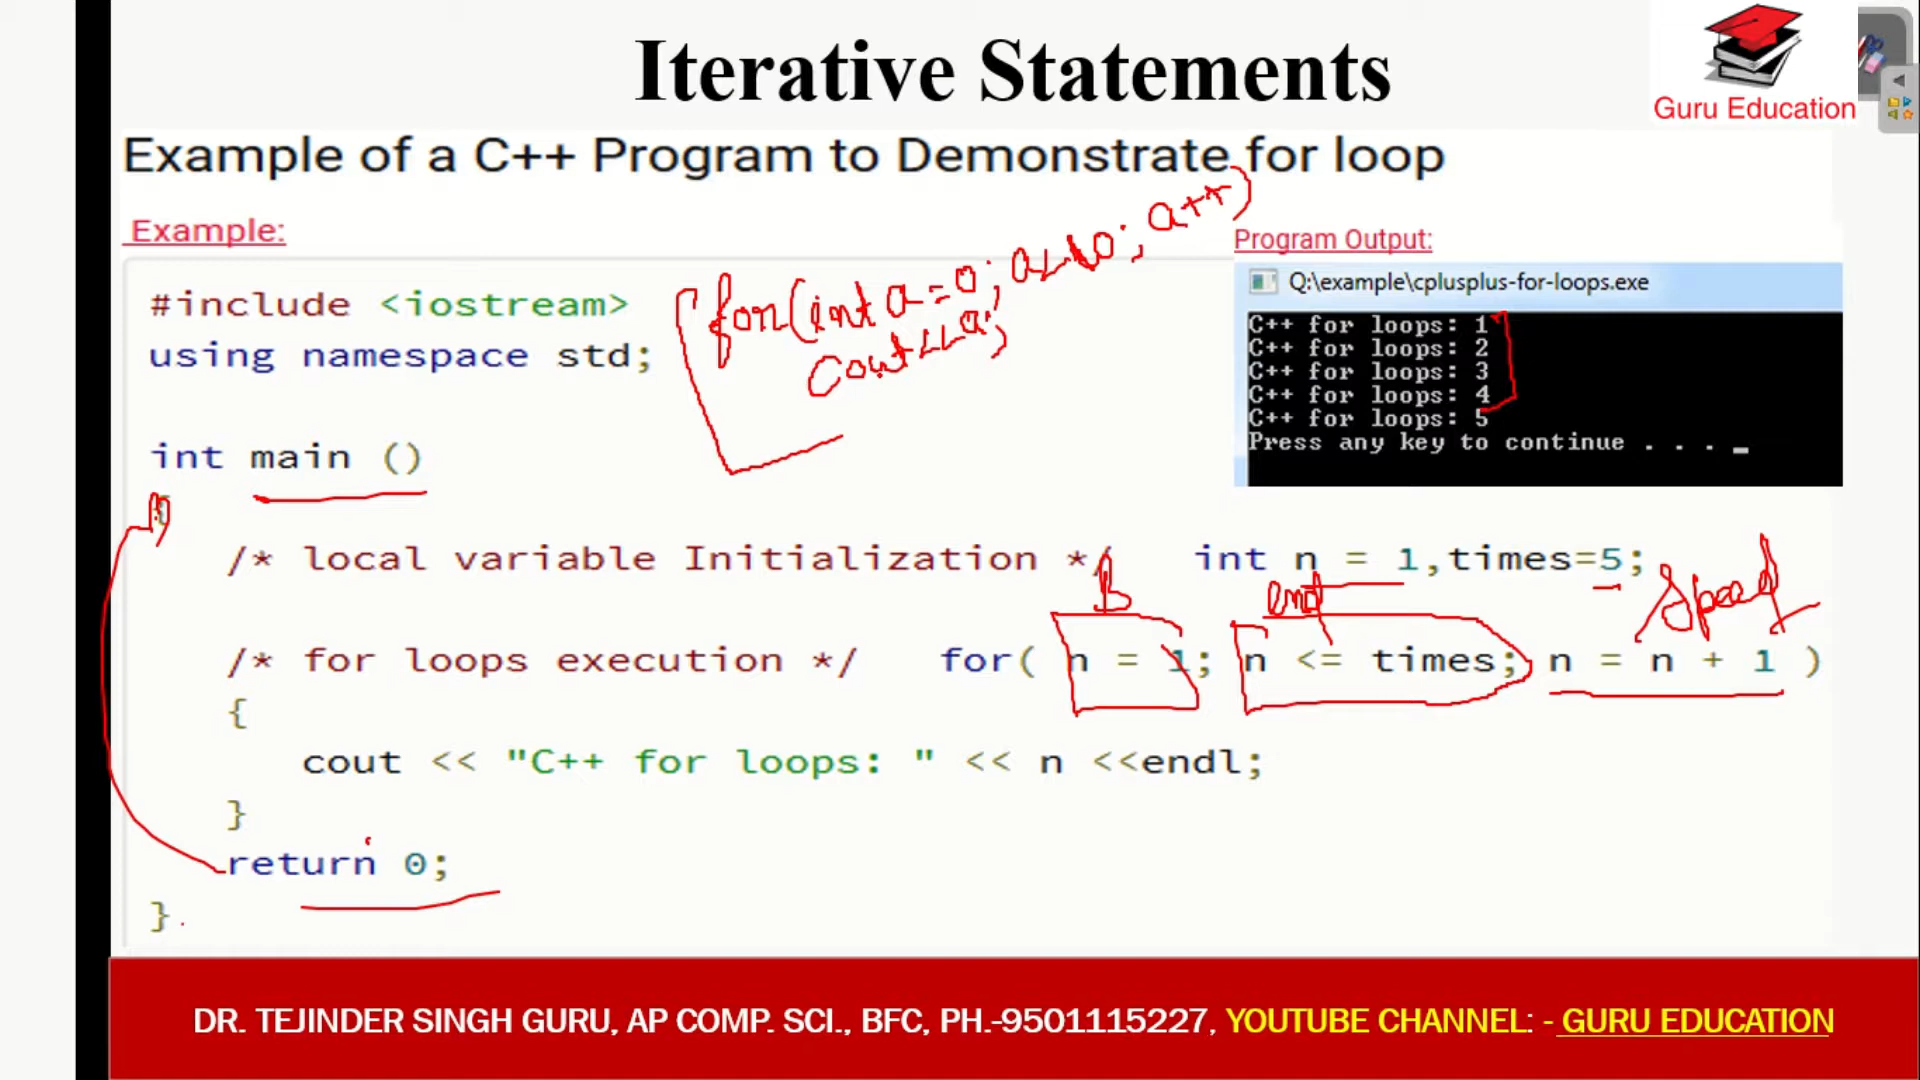 Iterative Statements
Guru Education
Example of a C++ Program to Demonstrate for loop
Example:
for(int a=0; a<10; a++)
cout<<a;
Program Output:
Q:\example\cplusplus-for-loops.exe
C++ for loops: 1
C++ for loops: 2
C++ for loops: 3
C++ for loops: 4
C++ for loops: 5
Press any key to continue . . . _
#include <iostream>
using namespace std;
int main ()
{
/* local variable Initialization */ int n = 1,times=5;
B end Speed
/* for loops execution */ for( n = 1; n <= times; n = n + 1 )
{
cout << "C++ for loops: " << n <<endl;
}
return 0;
}
DR. TEJINDER SINGH GURU, AP COMP. SCI., BFC, PH.-9501115227, YOUTUBE CHANNEL: - GURU EDUCATION